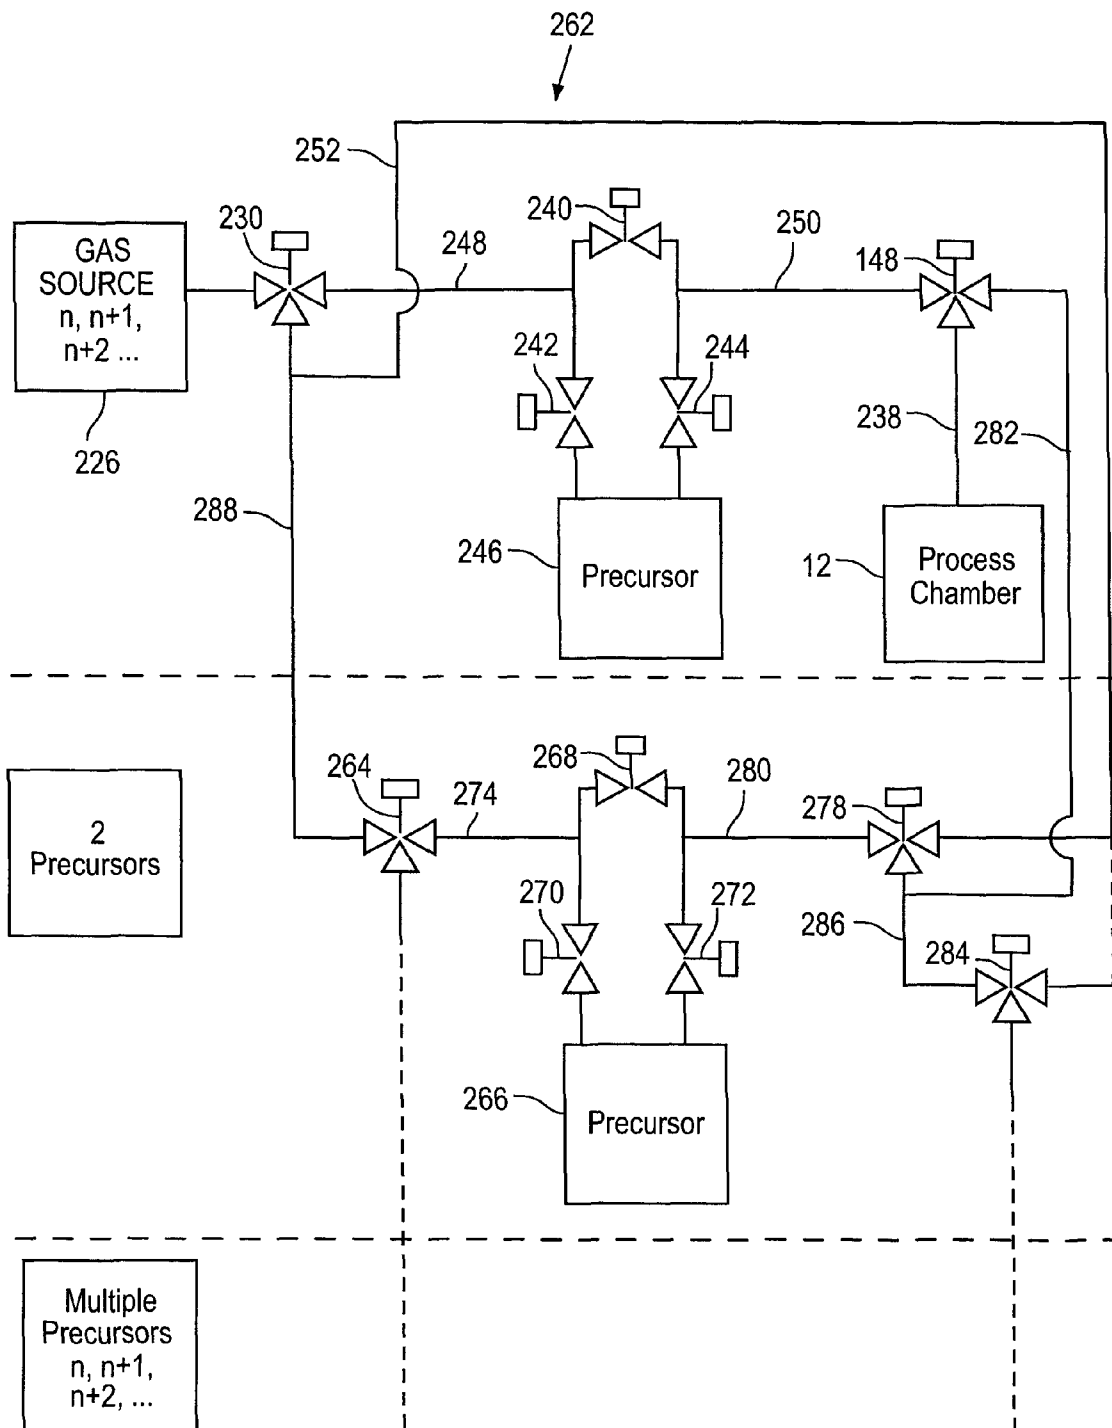 262
252
230
240
250
148
248
GAS
SOURCE
n, n+1,
n+2 ...
242
244
238
282
226
288
246
Precursor
12
Process
Chamber
264
274
268
280
278
2
Precursors
270
272
286
284
266
Precursor
Multiple
Precursors
n, n+1,
n+2, ...